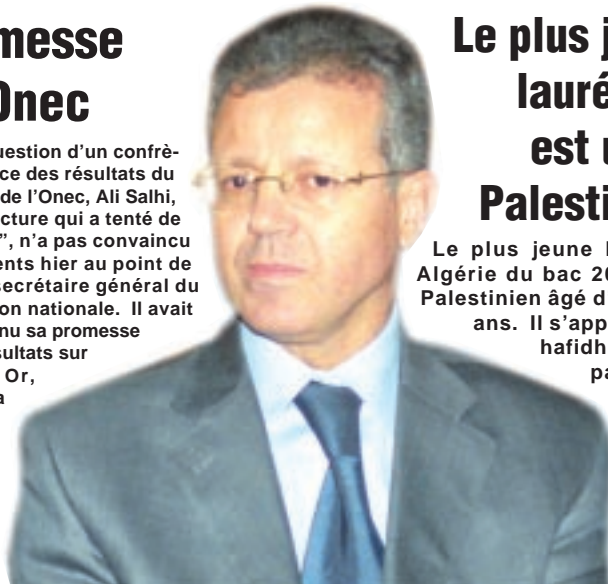 messe
Onec
uestion d'un confrè-
ce des résultats du
de l'Onec, Ali Salhi,
cture qui a tenté de
", n'a pas convaincu
ents hier au point de
secrétaire général du
on nationale. Il avait
nu sa promesse
sultats sur
Or,
a
Le plus j
lauré
est u
Palesti
Le plus jeune l
Algérie du bac 20
Palestinien âgé d
ans. Il s'app
hafidh
pa